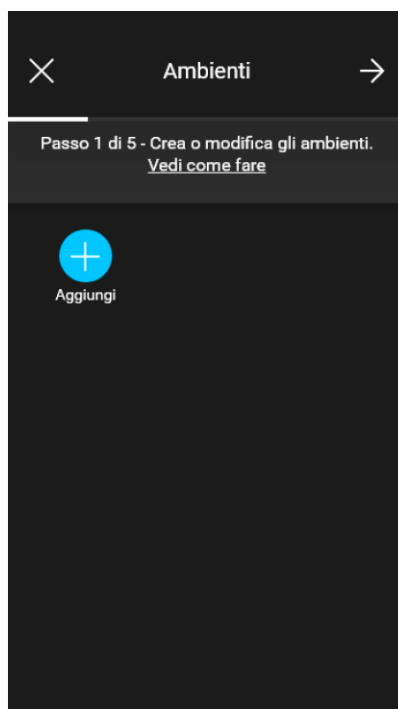 Ambienti
Passo 1 di 5 - Crea o modifica gli ambienti.
Vedi come fare
Aggiungi